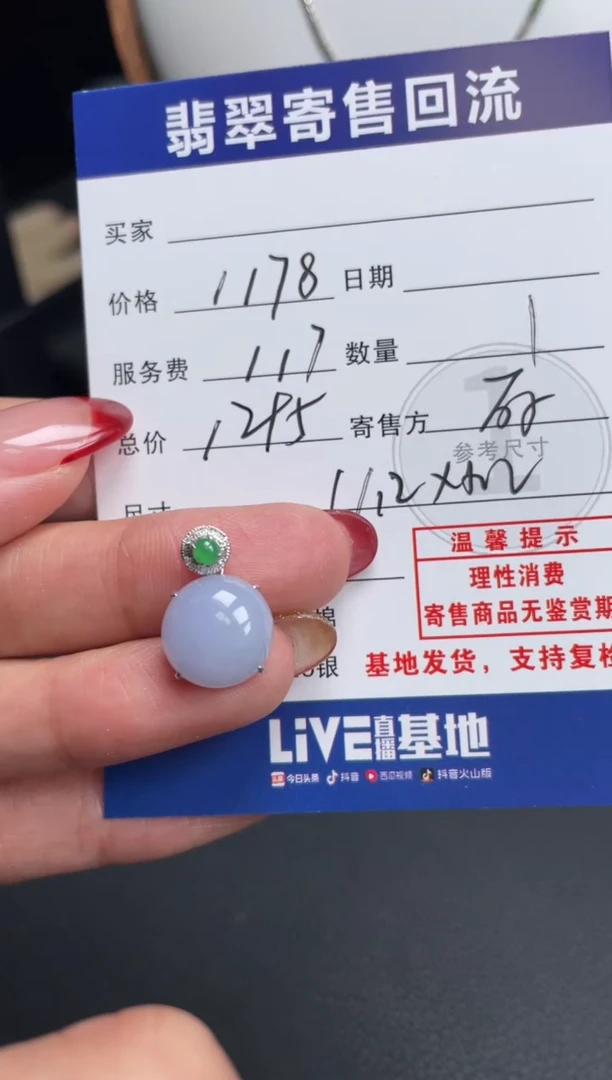 翡翠寄售回流
买家
价格 1178 日期
服务费 117 数量 1
总价 1295 寄售方
参考尺寸
尺寸
温馨提示
理性消费
寄售商品无鉴赏期
银 基地发货，支持复检
LiVE直播基地
今日头条 抖音 西瓜视频 抖音火山版